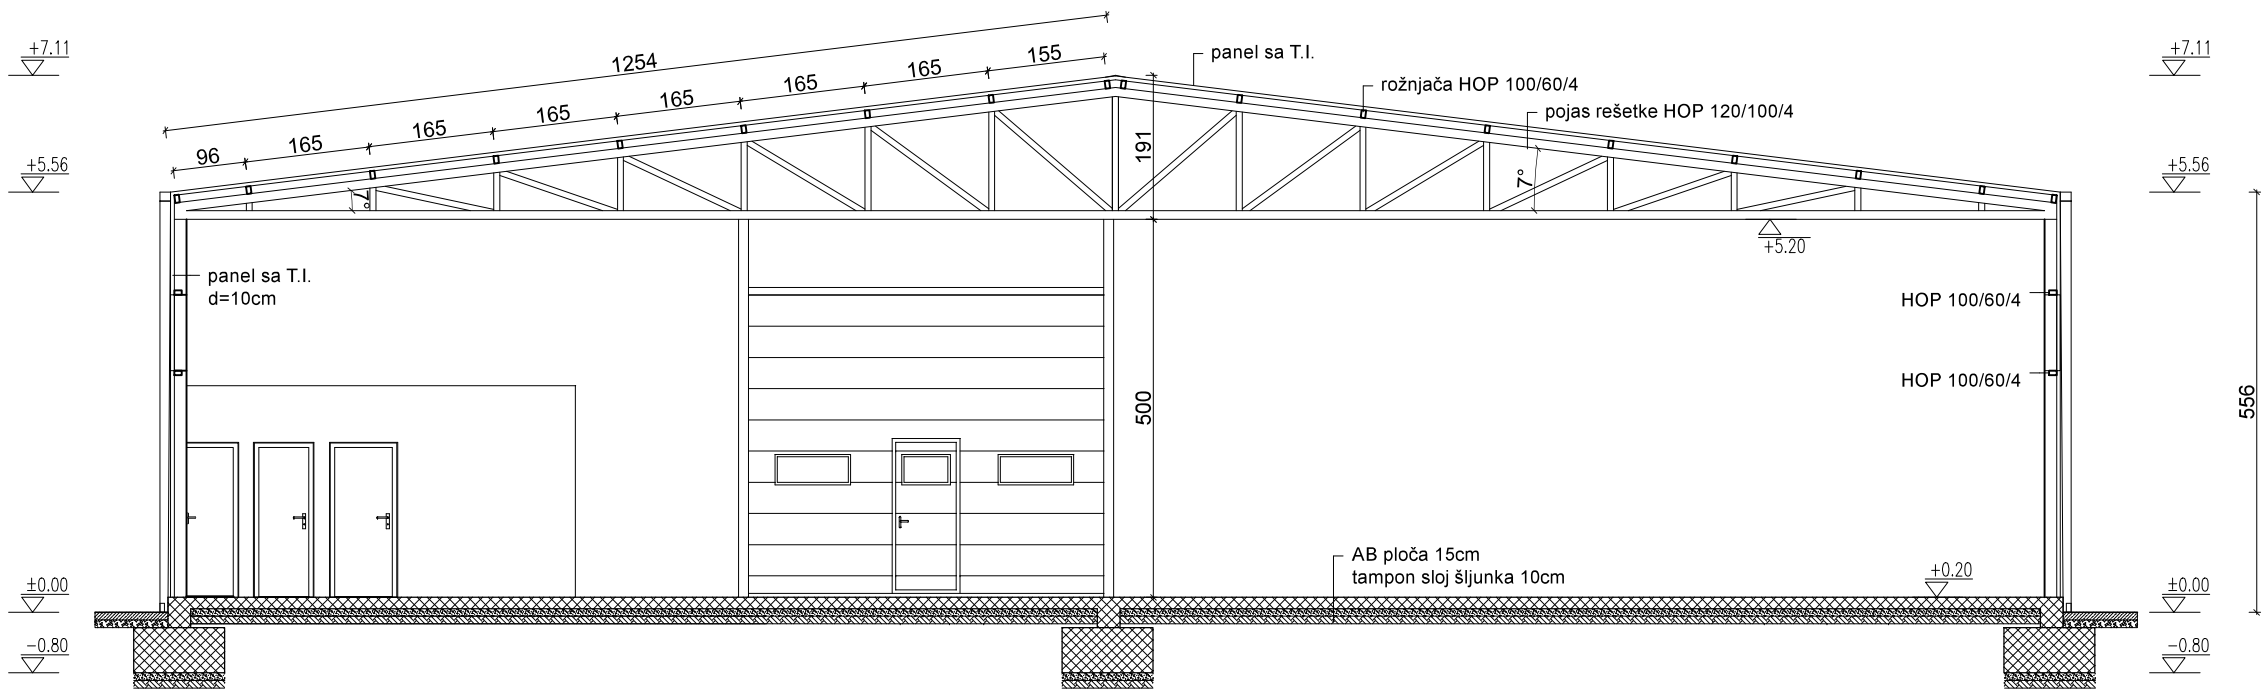 1254
155
165
165
165
165
165
165
96
+7.11
+7.11
panel sa T.I.
rožnjača HOP 100/60/4
pojas rešetke HOP 120/100/4
191
+5.56
+5.56
7°
7°
+5.20
panel sa T.I.
d=10cm
HOP 100/60/4
HOP 100/60/4
500
556
AB ploča 15cm
tampon sloj šljunka 10cm
+0.20
±0.00
±0.00
−0.80
−0.80